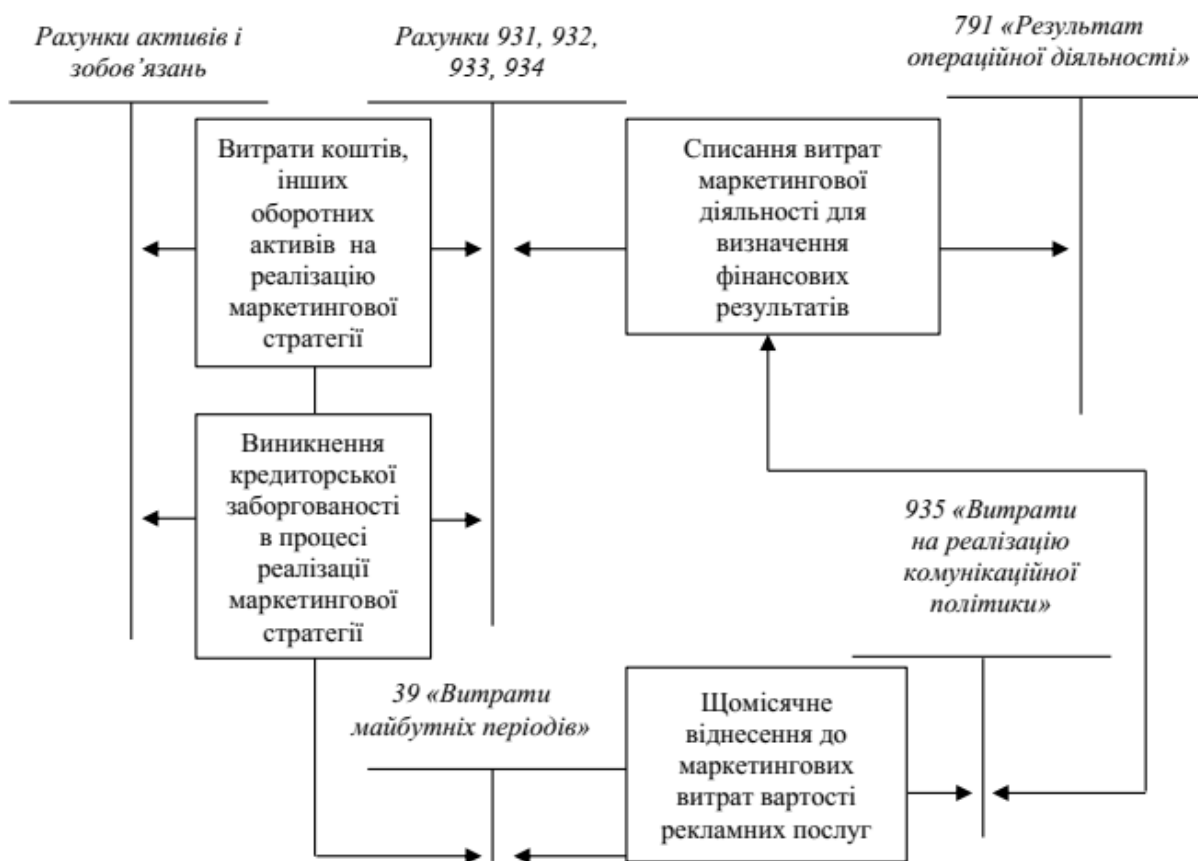 Рахунки активів і
зобов’язань
Рахунки 931, 932,
933, 934
791 «Результат
операційної діяльності»
Витрати коштів,
інших
оборотних
активів на
реалізацію
маркетингової
стратегії
Списання витрат
маркетингової
діяльності для
визначення
фінансових
результатів
Виникнення
кредиторської
заборгованості
в процесі
реалізації
маркетингової
стратегії
935 «Витрати
на реалізацію
комунікаційної
політики»
39 «Витрати
майбутніх періодів»
Щомісячне
віднесення до
маркетингових
витрат вартості
рекламних послуг